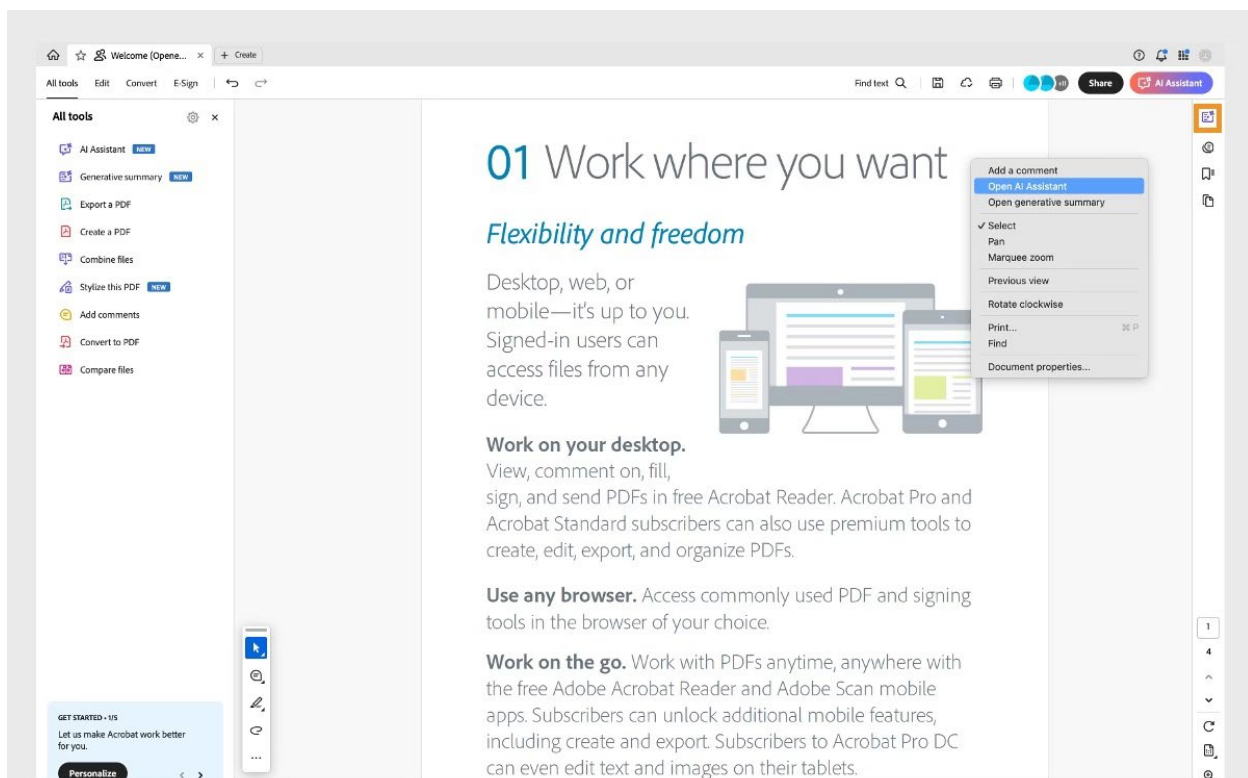 Welcome (Opene... × + Create
All tools Edit Convert E-Sign
Find text
+11
Share
AI Assistant
All tools
AI Assistant NEW
Generative summary NEW
Export a PDF
Create a PDF
Combine files
Stylize this PDF NEW
Add comments
Convert to PDF
Compare files
GET STARTED • 1/5
Let us make Acrobat work better
for you.
Personalize
01 Work where you want
Flexibility and freedom
Desktop, web, or
mobile—it's up to you.
Signed-in users can
access files from any
device.
Work on your desktop.
View, comment on, fill,
sign, and send PDFs in free Acrobat Reader. Acrobat Pro and
Acrobat Standard subscribers can also use premium tools to
create, edit, export, and organize PDFs.
Use any browser. Access commonly used PDF and signing
tools in the browser of your choice.
Work on the go. Work with PDFs anytime, anywhere with
the free Adobe Acrobat Reader and Adobe Scan mobile
apps. Subscribers can unlock additional mobile features,
including create and export. Subscribers to Acrobat Pro DC
can even edit text and images on their tablets.
Add a comment
Open AI Assistant
Open generative summary
✓ Select
Pan
Marquee zoom
Previous view
Rotate clockwise
Print... ⌘ P
Find
Document properties...
1
4